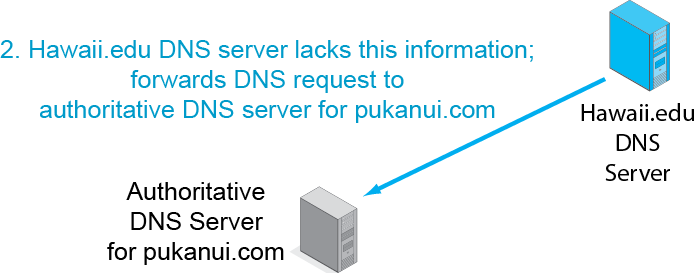 2. Hawaii.edu DNS server lacks this information;
forwards DNS request to
authoritative DNS server for pukanui.com
Hawaii.edu
DNS
Server
Authoritative
DNS Server
for pukanui.com